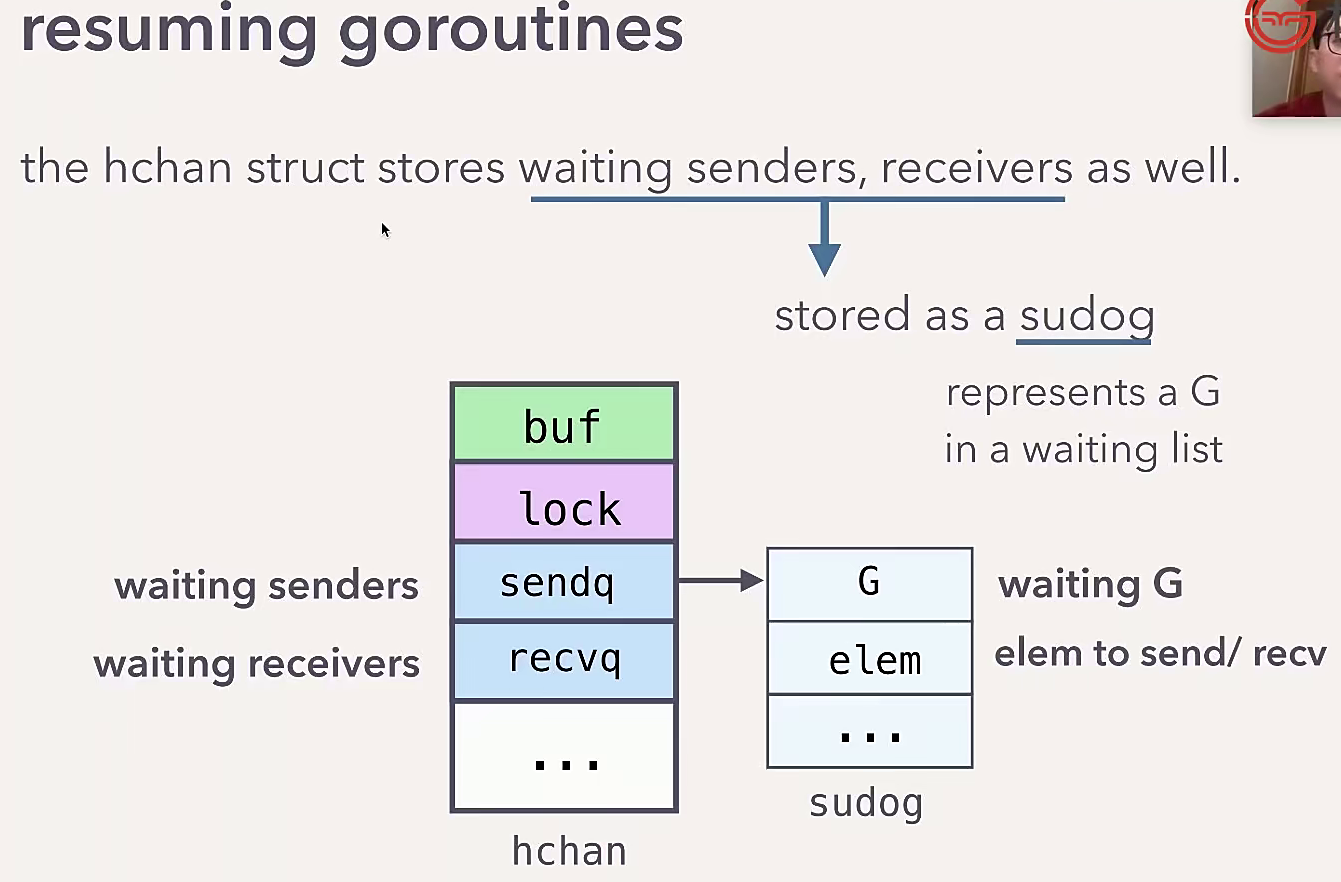 resuming goroutines
the hchan struct stores waiting senders, receivers as well.
stored as a sudog
represents a G
in a waiting list
buf
lock
waiting senders
sendq
G
waiting G
waiting receivers
recvq
elem
elem to send/ recv
...
...
sudog
hchan